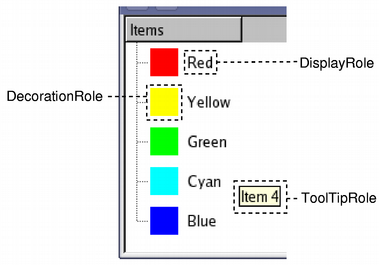 Items
Red
DisplayRole
DecorationRole
Yellow
Green
Cyan
Item 4
ToolTipRole
Blue